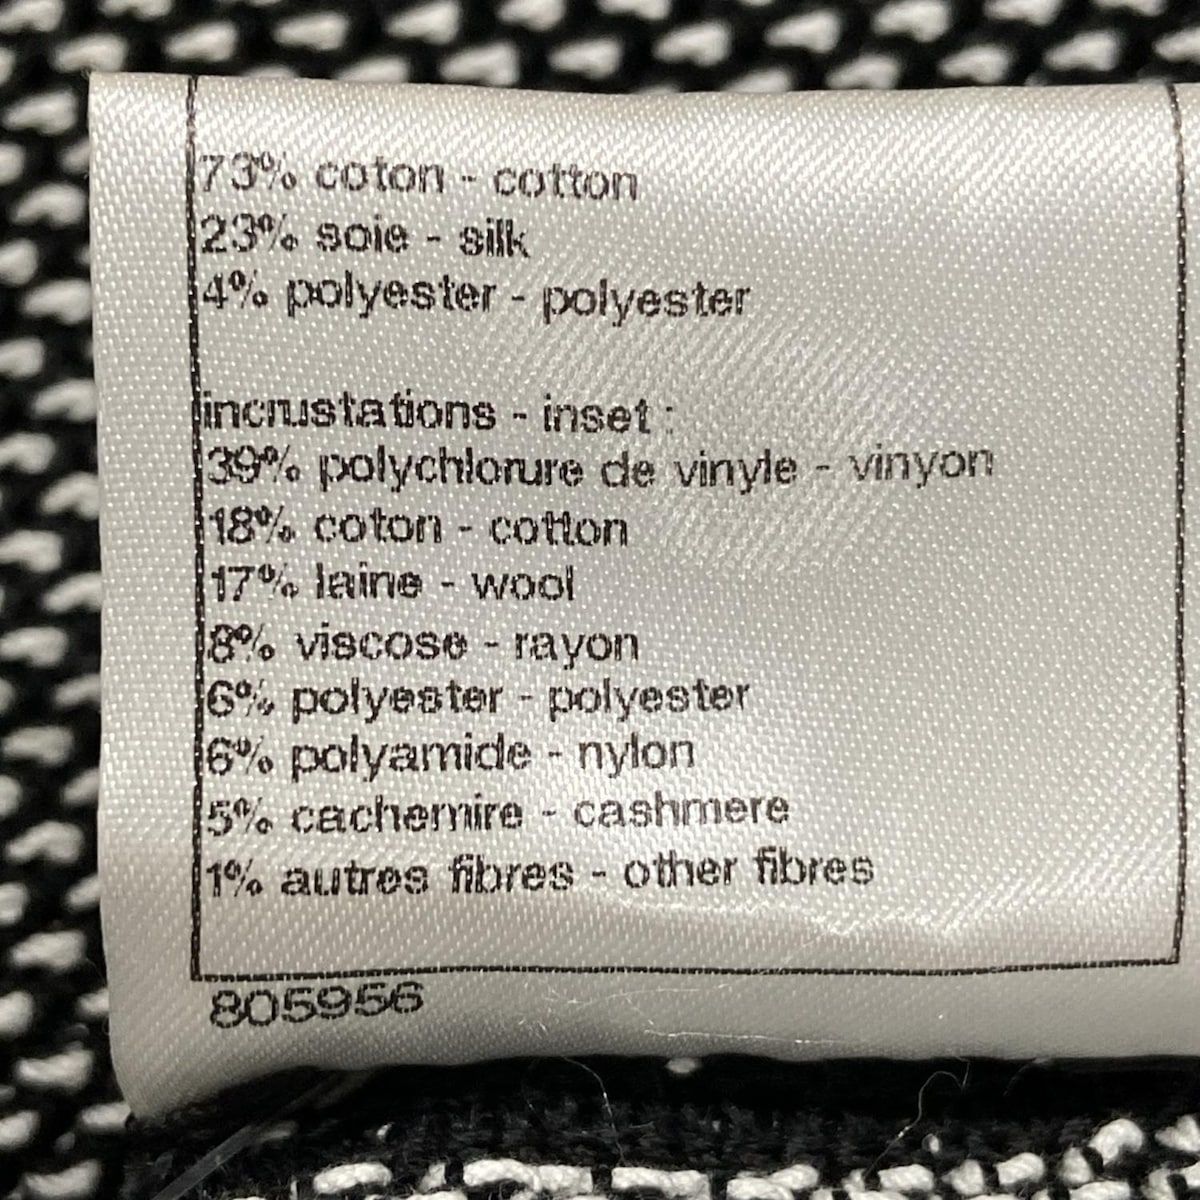 73% coton - cotton
23% soie - silk
4% polyester - polyester
incrustations - inset :
39% polychlorure de vinyle - vinyon
18% coton - cotton
17% laine - wool
8% viscose - rayon
6% polyester - polyester
6% polyamide - nylon
5% cachemire - cashmere
1% autres fibres - other fibres
805956